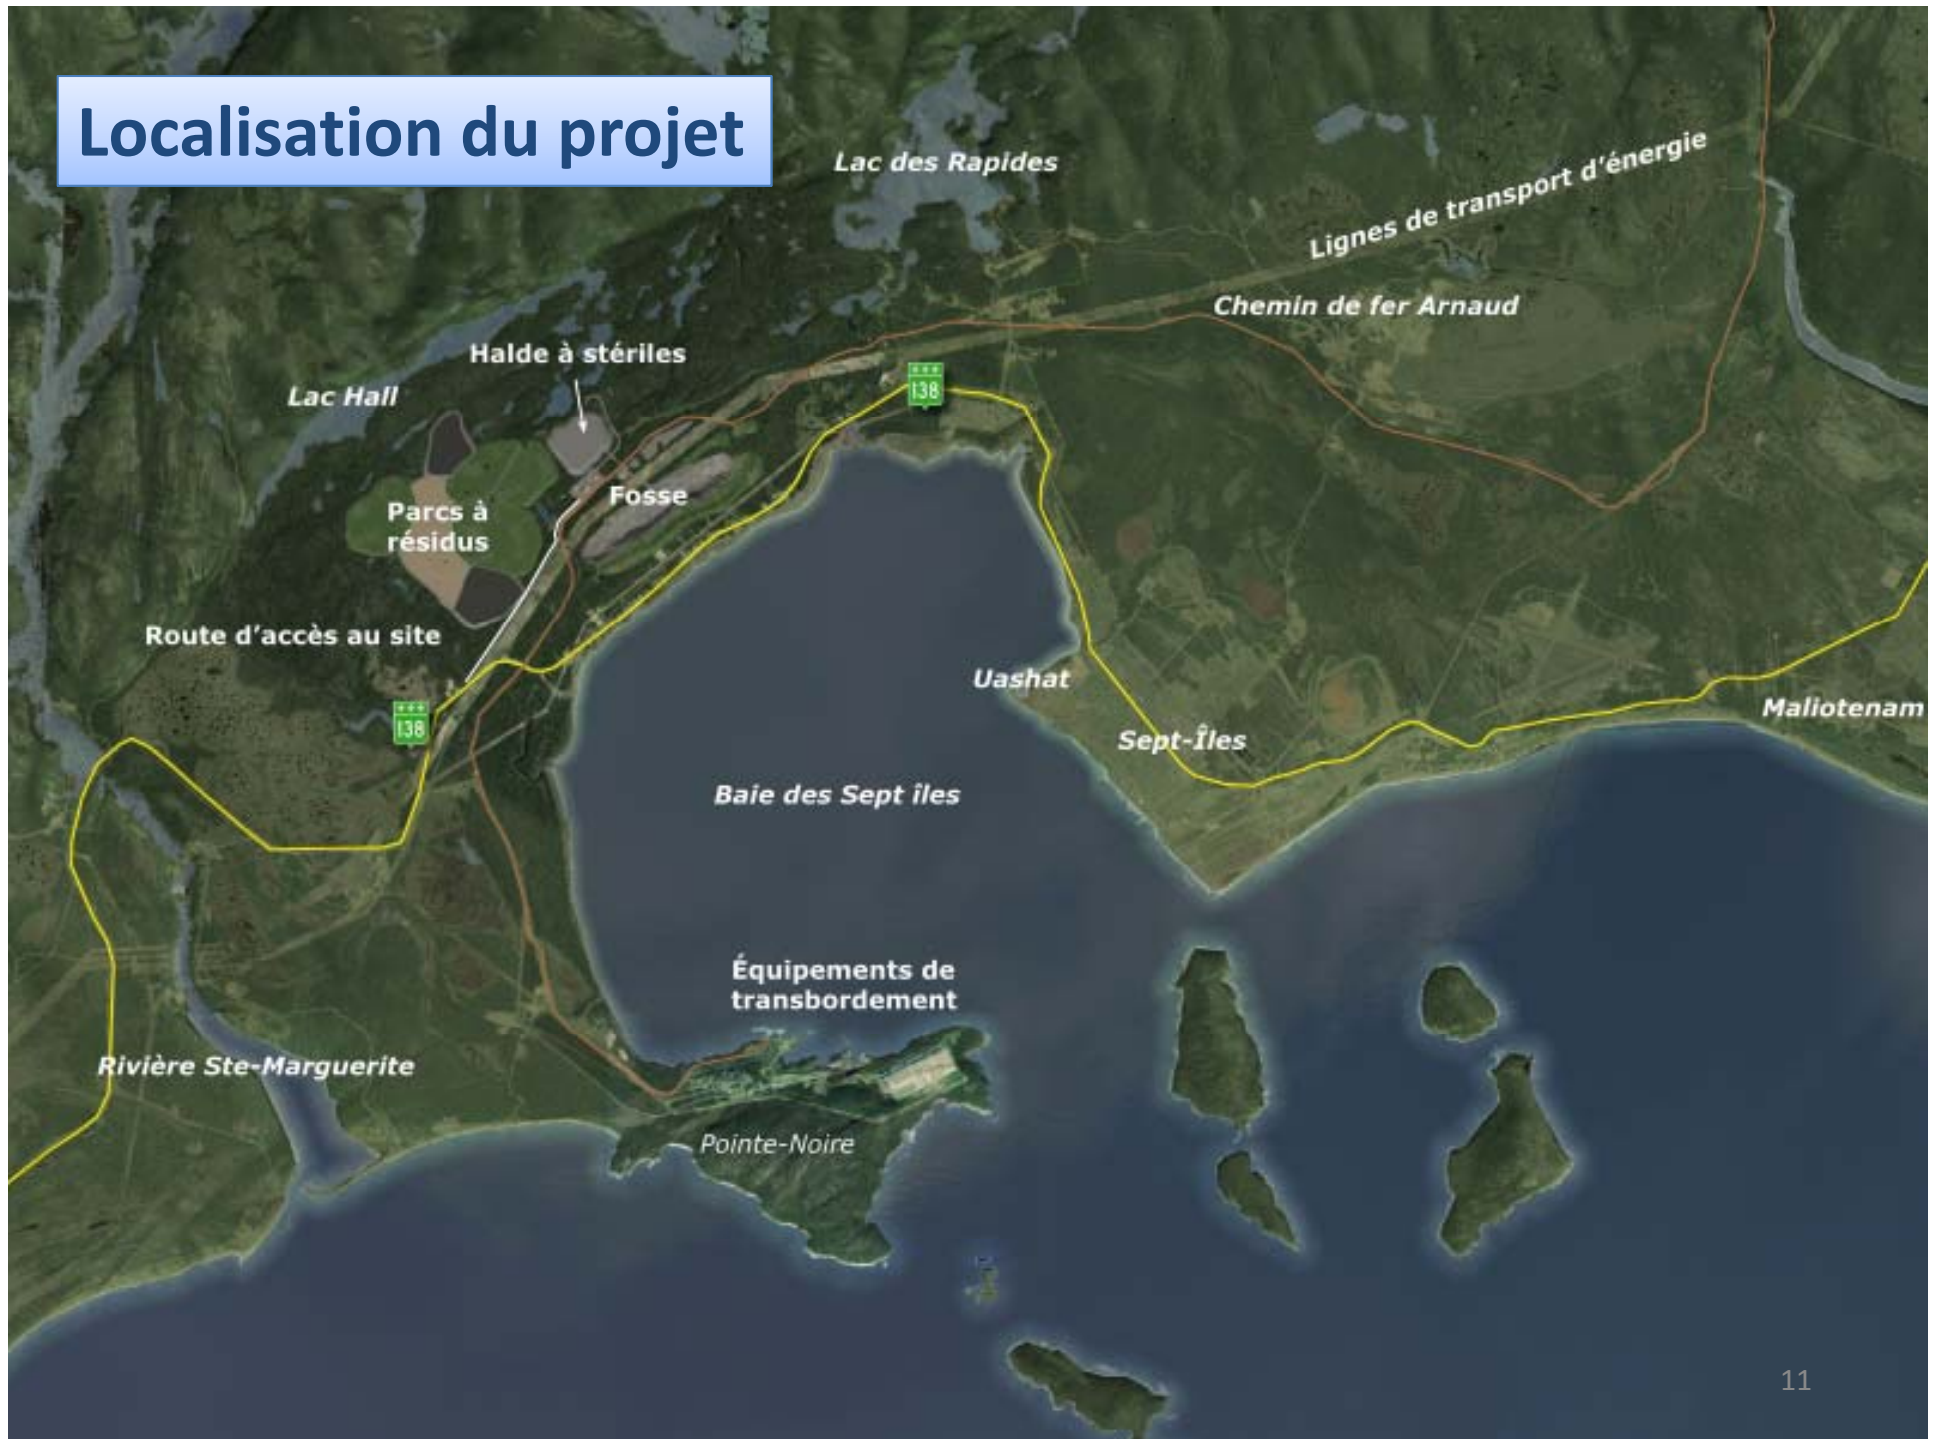 Localisation du projet
Lac des Rapides
Lignes de transport d'énergie
Chemin de fer Arnaud
Halde à stériles
138
Lac Hall
Fosse
Parcs à
résidus
Route d'accès au site
Uashat
138
Maliotenam
Sept-Îles
Baie des Sept îles
Équipements de
transbordement
Rivière Ste-Marguerite
Pointe-Noire
11